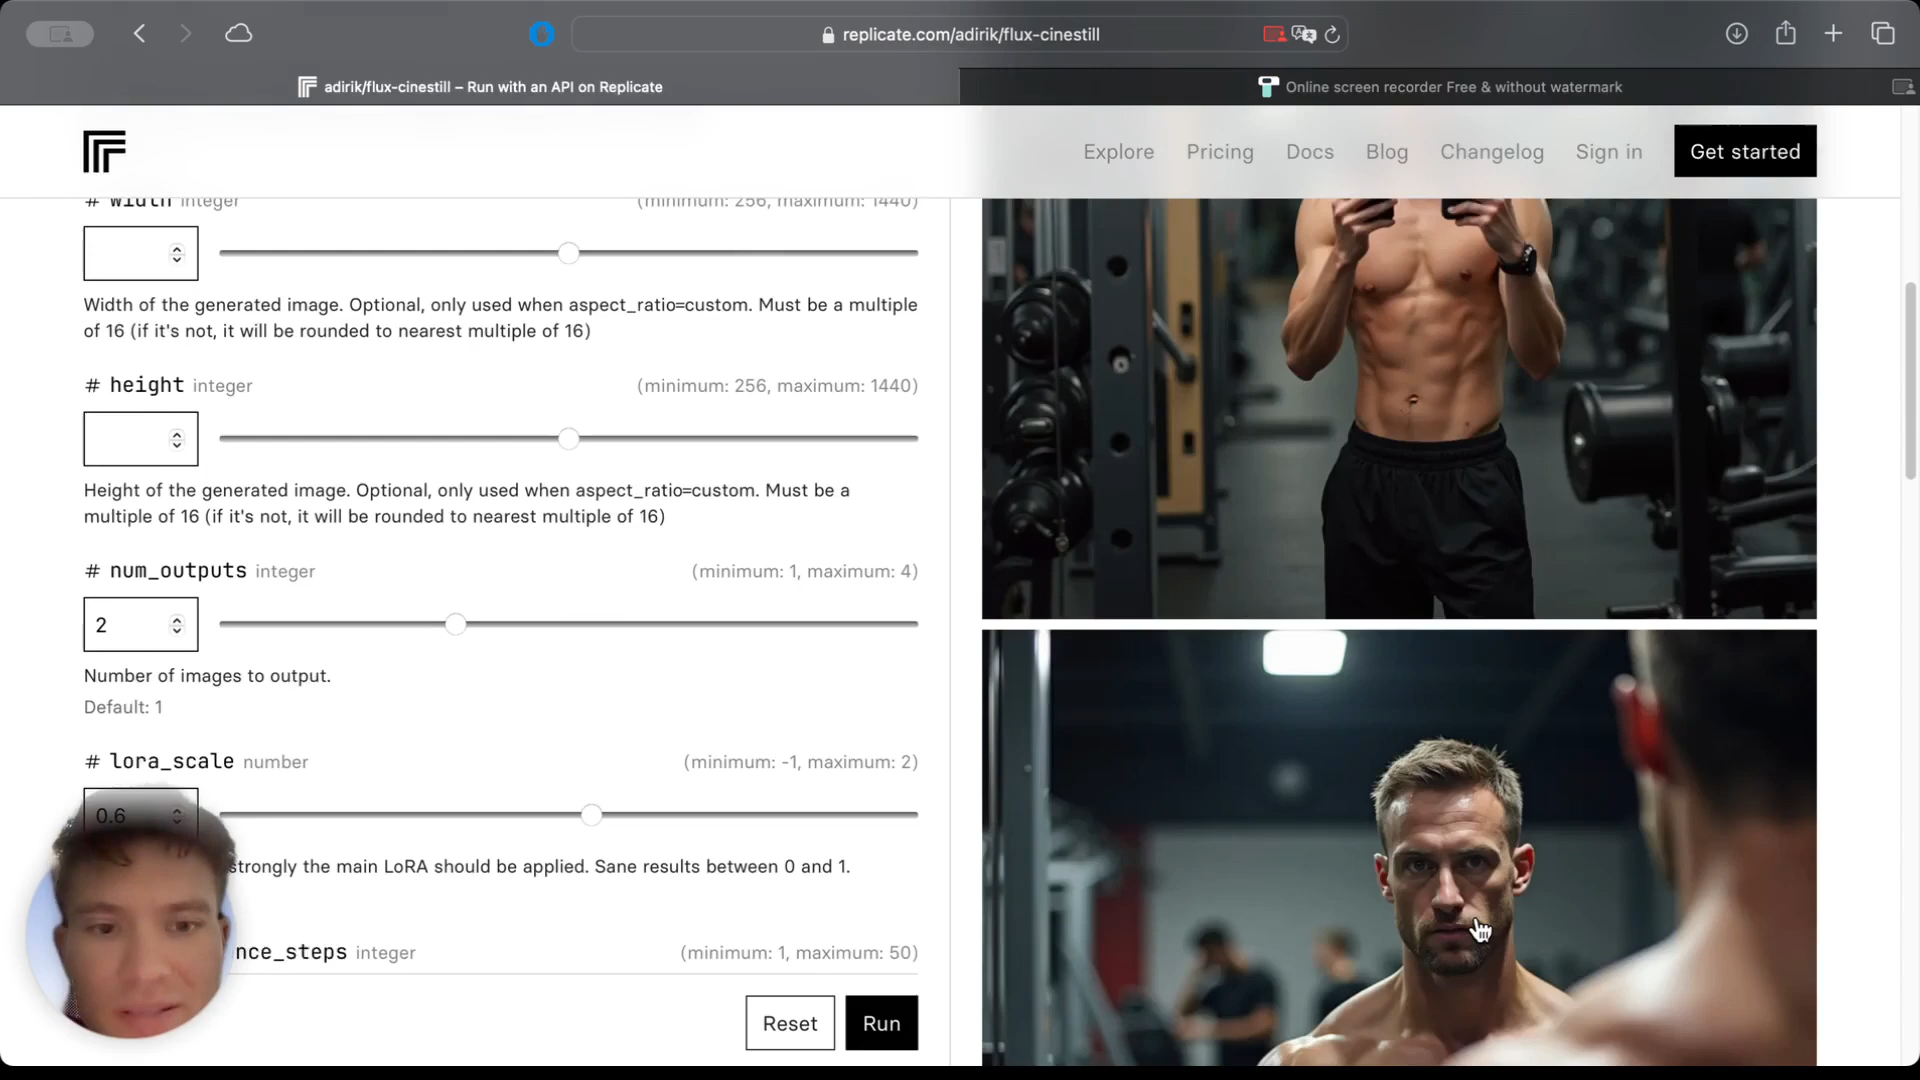 replicate.com/adirik/flux-cinestill
adirik/flux-cinestill – Run with an API on Replicate
Online screen recorder Free & without watermark
Explore Pricing Docs Blog Changelog Sign in Get started
# width integer (minimum: 256, maximum: 1440)
Width of the generated image. Optional, only used when aspect_ratio=custom. Must be a multiple
of 16 (if it's not, it will be rounded to nearest multiple of 16)
# height integer (minimum: 256, maximum: 1440)
Height of the generated image. Optional, only used when aspect_ratio=custom. Must be a
multiple of 16 (if it's not, it will be rounded to nearest multiple of 16)
# num_outputs integer (minimum: 1, maximum: 4)
2
Number of images to output.
Default: 1
# lora_scale number (minimum: -1, maximum: 2)
0.6
strongly the main LoRA should be applied. Sane results between 0 and 1.
nce_steps integer (minimum: 1, maximum: 50)
Reset Run